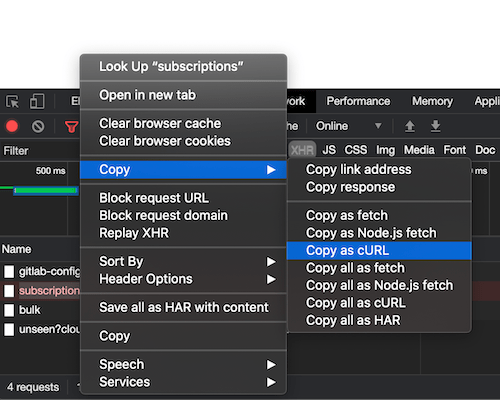 Look Up “subscriptions”
Open in new tab
El
ork Performance Memory Appli
Clear browser cache
Clear browser cookies
he Online
Filter
XHR JS CSS Img Media Font Doc
500 ms
Copy
Copy link address
Copy response
Block request URL
Block request domain
Replay XHR
Copy as fetch
Copy as Node.js fetch
Copy as cURL
Copy all as fetch
Copy all as Node.js fetch
Copy all as cURL
Copy all as HAR
Name
gitlab-config
subscription
bulk
unseen?clou
Sort By
Header Options
Save all as HAR with content
Copy
Speech
Services
4 requests